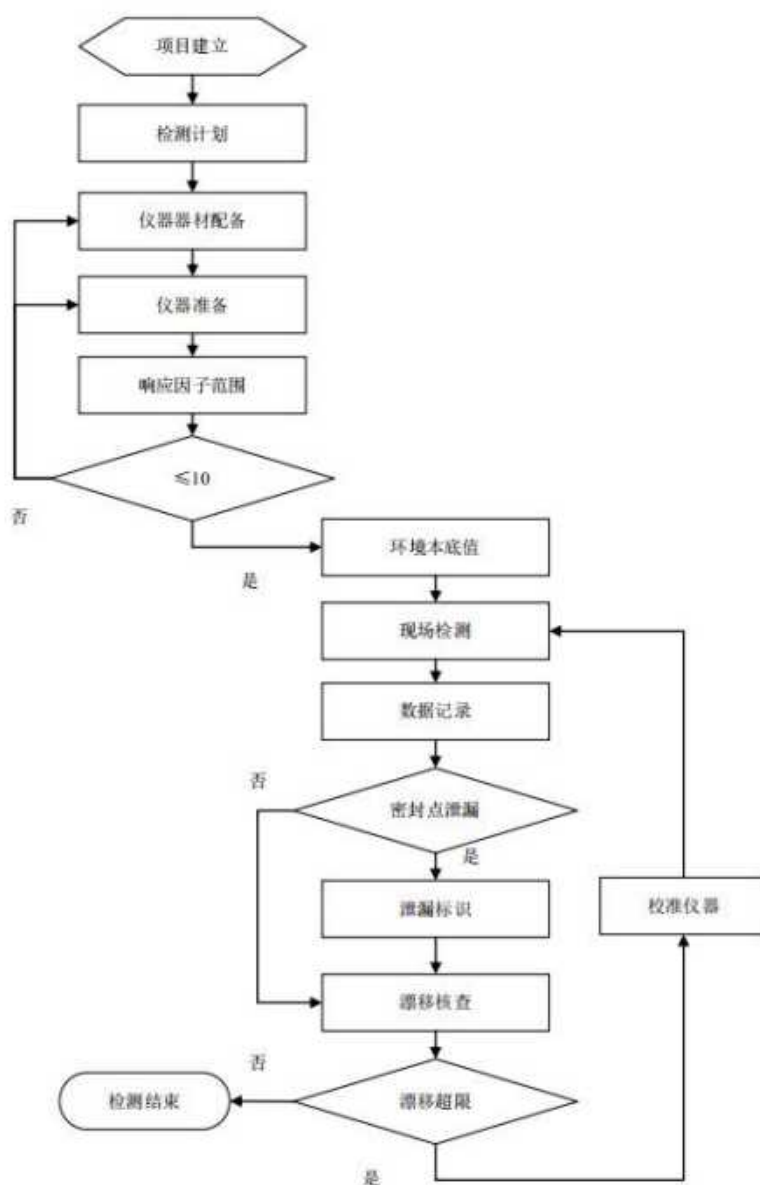 项目建立
检测计划
仪器器材配备
仪器准备
响应因子范围
≤10
否
是
环境本底值
现场检测
数据记录
否
密封点泄漏
是
泄漏标识
校准仪器
漂移核查
否
检测结束
漂移超限
是